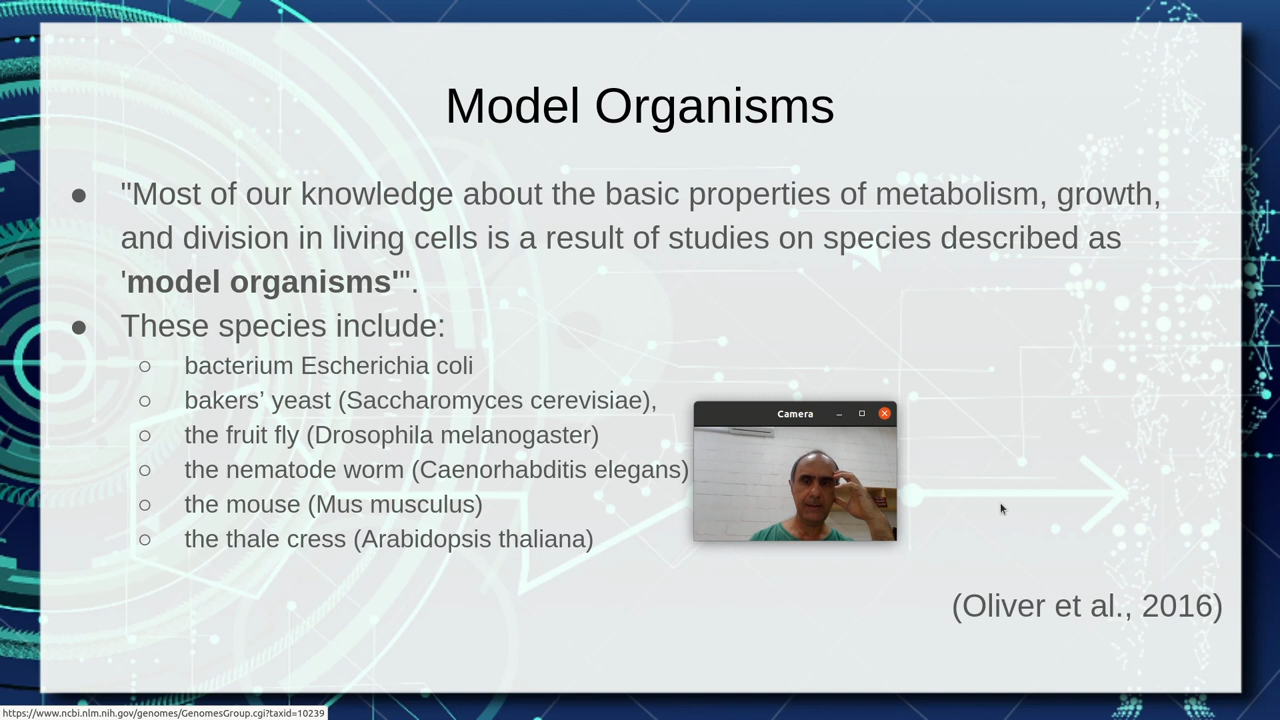 Model Organisms
● "Most of our knowledge about the basic properties of metabolism, growth,
and division in living cells is a result of studies on species described as
'model organisms'".
● These species include:
○ bacterium Escherichia coli
○ bakers’ yeast (Saccharomyces cerevisiae),
○ the fruit fly (Drosophila melanogaster)
○ the nematode worm (Caenorhabditis elegans)
○ the mouse (Mus musculus)
○ the thale cress (Arabidopsis thaliana)
Camera
(Oliver et al., 2016)
https://www.ncbi.nlm.nih.gov/genomes/GenomesGroup.cgi?taxid=10239